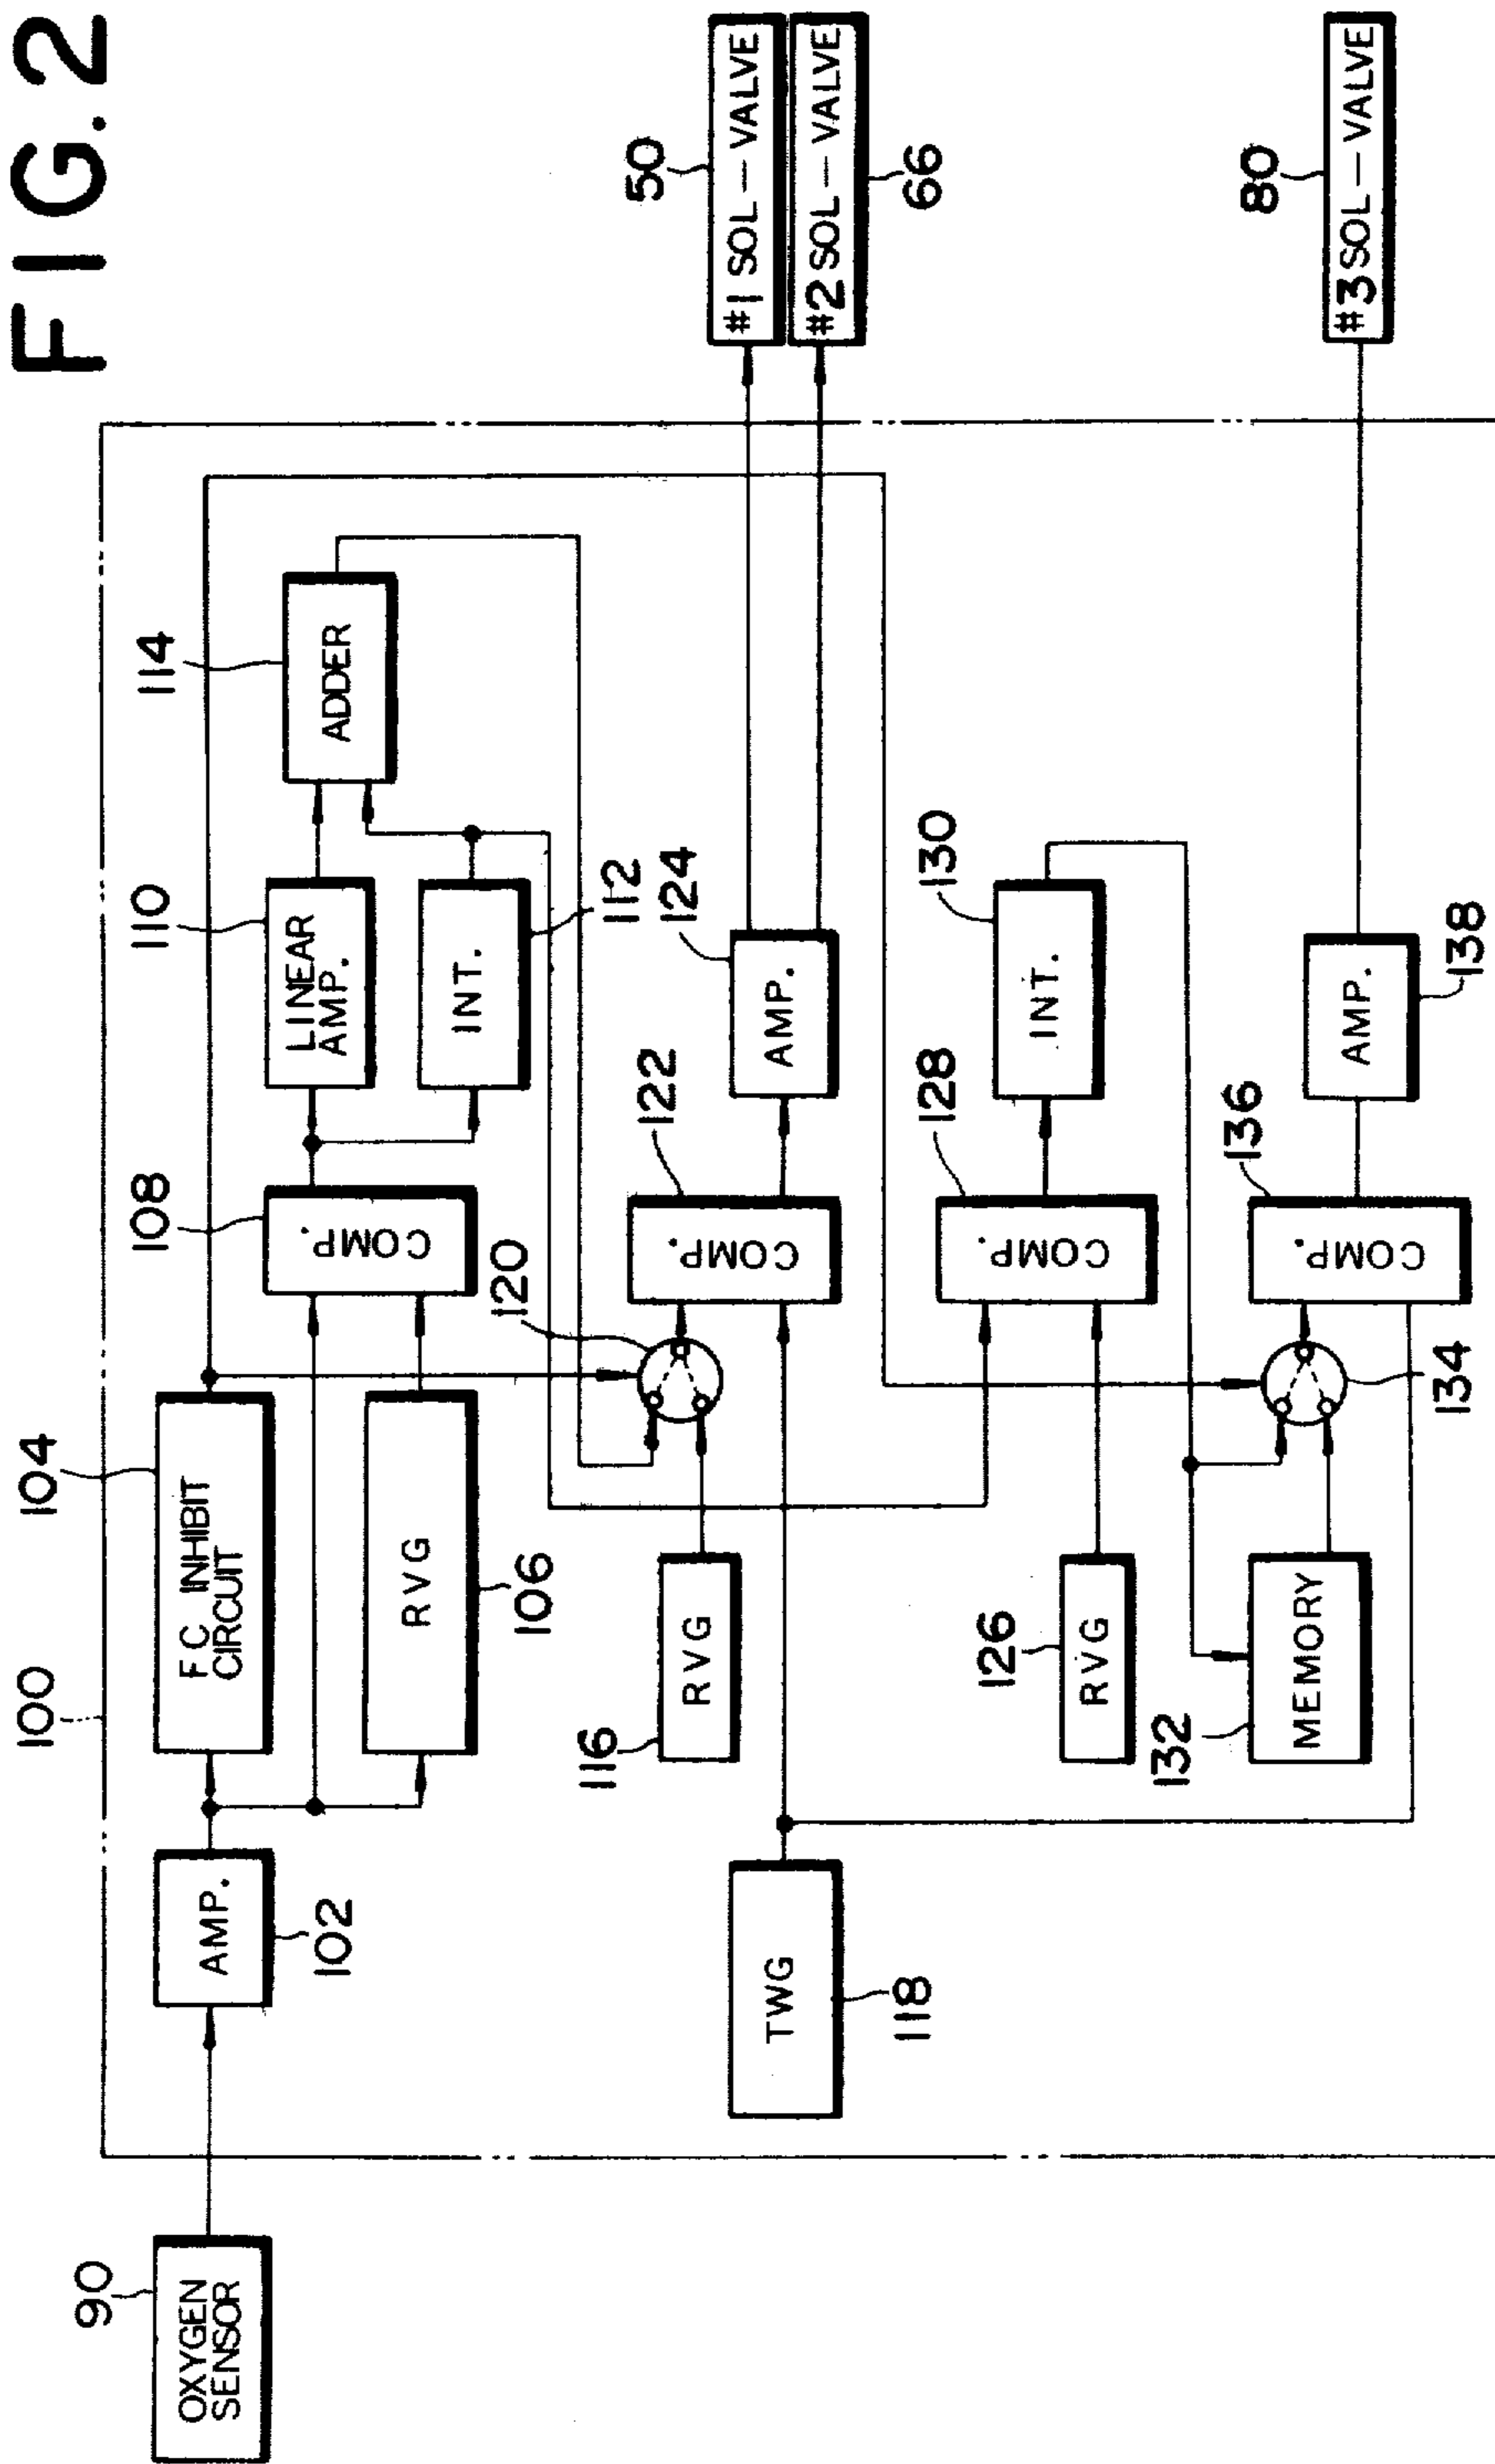 FIG.2
90
OXYGEN
SENSOR
100
AMP.
102
104
F C INHIBIT
CIRCUIT
RVG
106
108
COMP.
110
LINEAR
AMP.
INT.
112
114
ADDER
116
RVG
TWG
118
120
122
COMP.
124
AMP.
50
#1 SOL-VALVE
#2 SOL-VALVE
66
126
RVG
128
COMP.
130
INT.
132
MEMORY
134
136
COMP.
AMP.
138
80
#3 SOL-VALVE